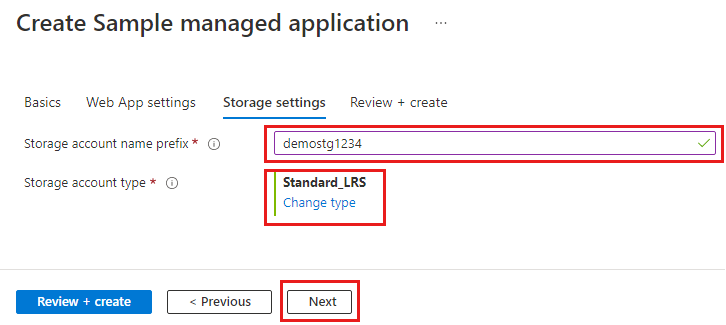 Create Sample managed application ...
Basics Web App settings Storage settings Review + create
Storage account name prefix * demostg1234
Storage account type * Standard_LRS
Change type
Review + create < Previous Next